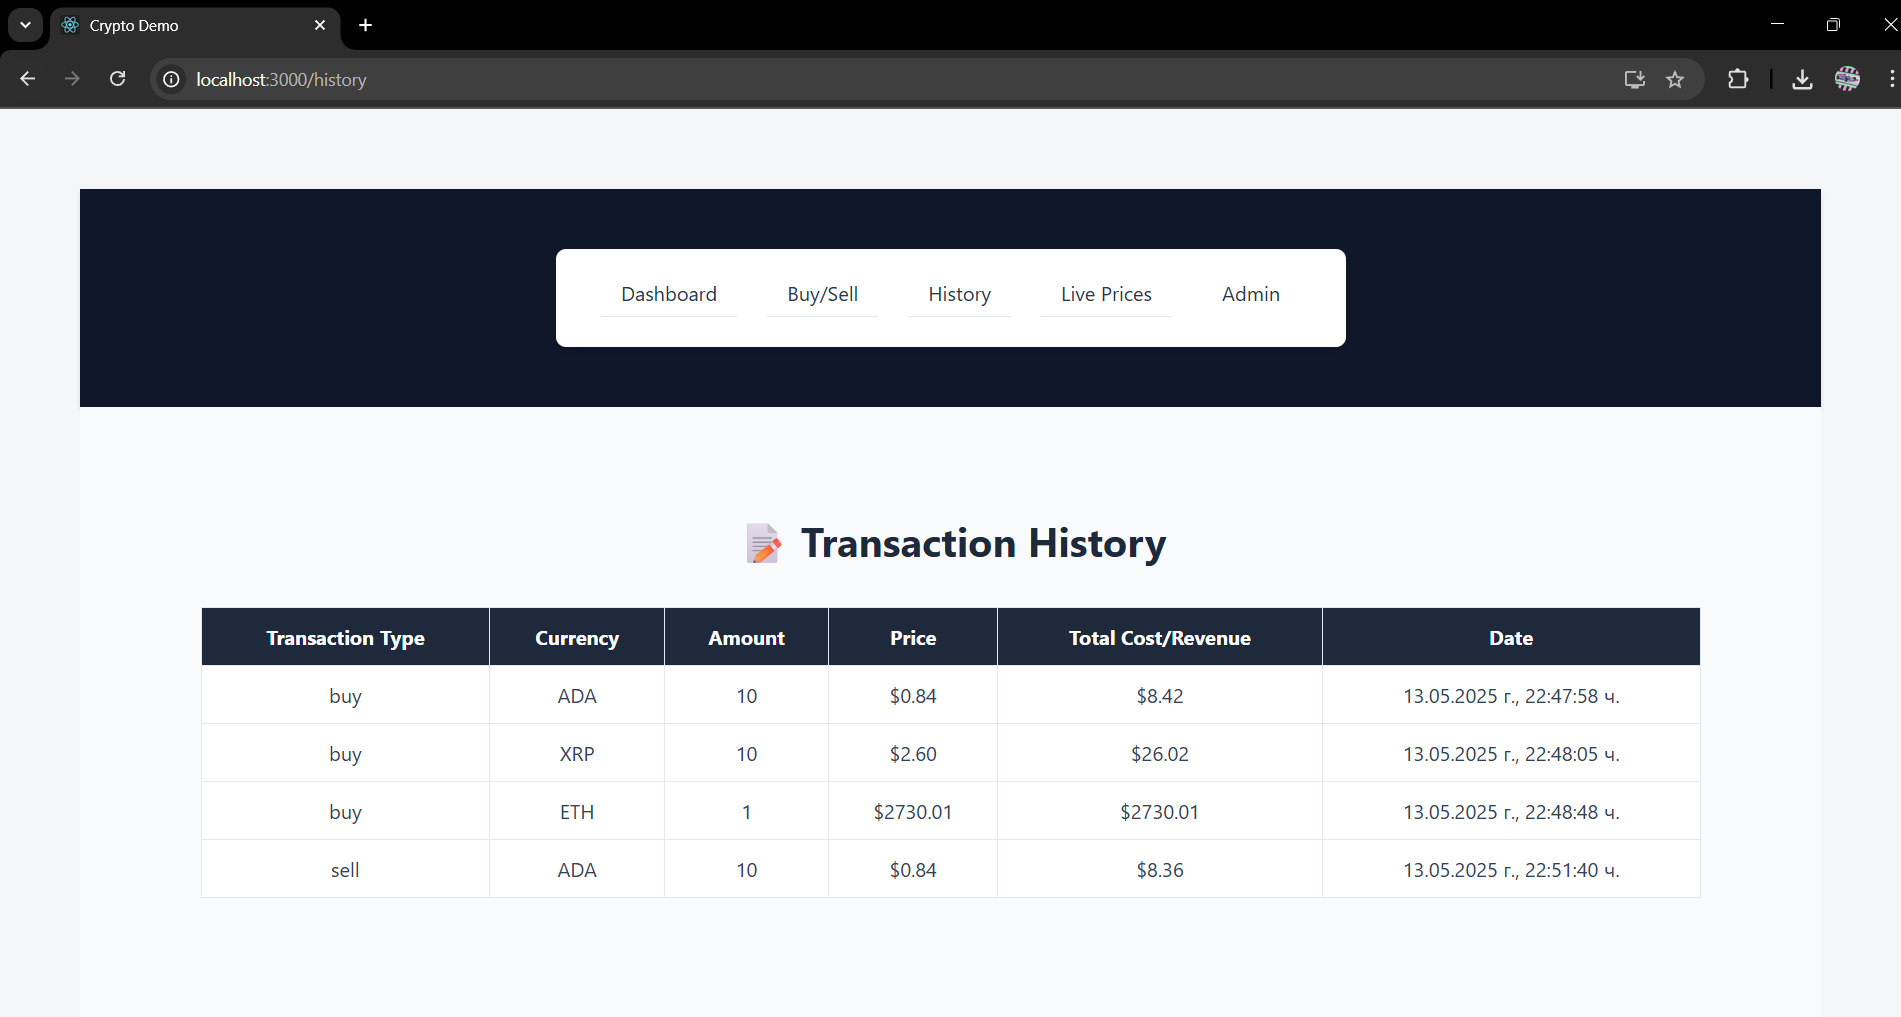 Crypto Demo
localhost:3000/history
Dashboard Buy/Sell History Live Prices Admin
Transaction History
Transaction Type Currency Amount Price Total Cost/Revenue Date
buy ADA 10 $0.84 $8.42 13.05.2025 г., 22:47:58 ч.
buy XRP 10 $2.60 $26.02 13.05.2025 г., 22:48:05 ч.
buy ETH 1 $2730.01 $2730.01 13.05.2025 г., 22:48:48 ч.
sell ADA 10 $0.84 $8.36 13.05.2025 г., 22:51:40 ч.